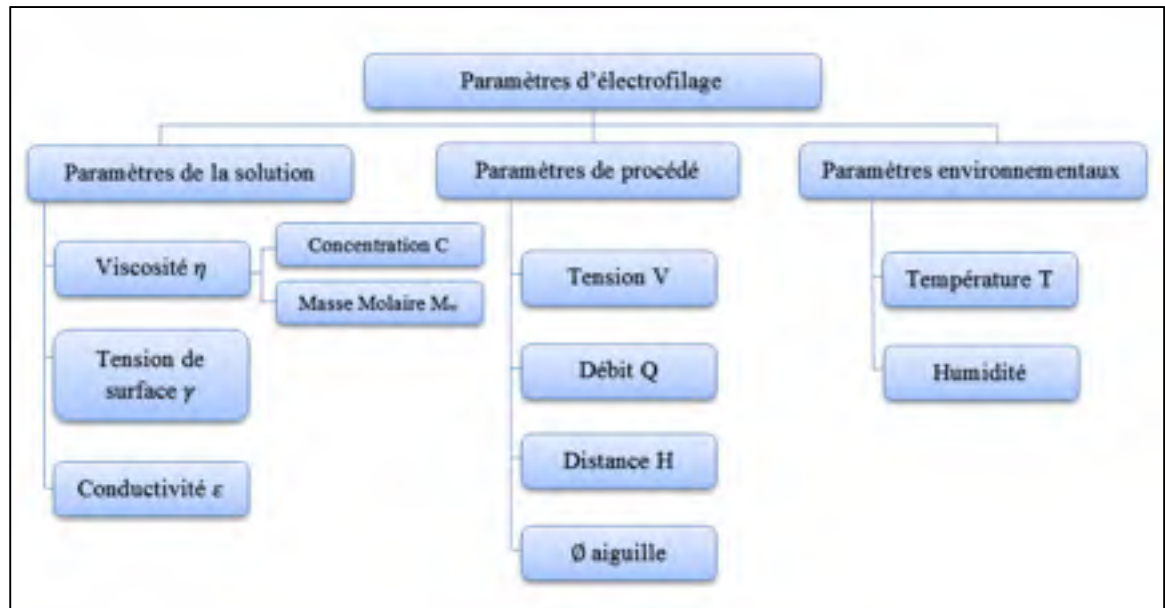 Paramètres d'électrofilage
Paramètres de la solution
Viscosité η
Concentration C
Masse Molaire Mw
Tension de
surface γ
Conductivité ε
Paramètres de procédé
Tension V
Débit Q
Distance H
Ø aiguille
Paramètres environnementaux
Température T
Humidité